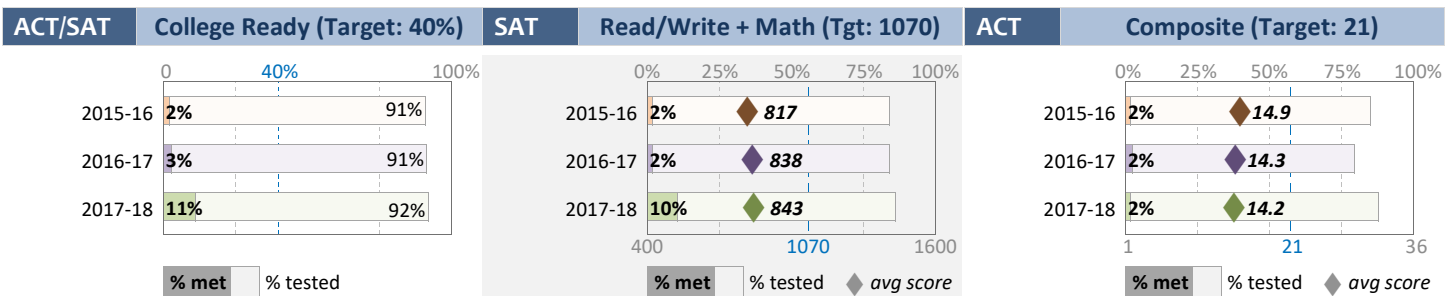 ACT/SAT College Ready (Target: 40%)
0 40% 100%
2015-16 2% 91%
2016-17 3% 91%
2017-18 11% 92%
% met % tested
SAT Read/Write + Math (Tgt: 1070)
0% 25% 50% 75% 100%
2015-16 2% 817
2016-17 2% 838
2017-18 10% 843
400 1070 1600
% met % tested avg score
ACT Composite (Target: 21)
0% 25% 50% 75% 100%
2015-16 2% 14.9
2016-17 2% 14.3
2017-18 2% 14.2
1 21 36
% met % tested avg score